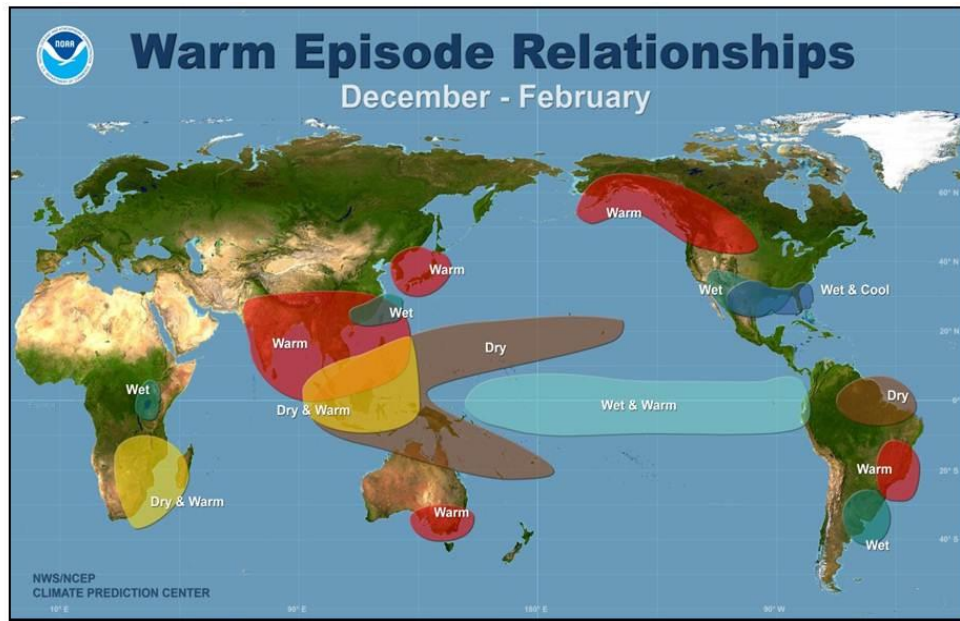 NOAA
Warm Episode Relationships
December - February
60° N
Warm
Warm
40° N
Wet
Wet & Cool
Wet
20° N
Warm
Dry
Wet
Dry & Warm
Wet & Warm
Dry
0°
Warm
20° S
Dry & Warm
Warm
Wet
40° S
NWS/NCEP
CLIMATE PREDICTION CENTER
90° E
180° E
90° W